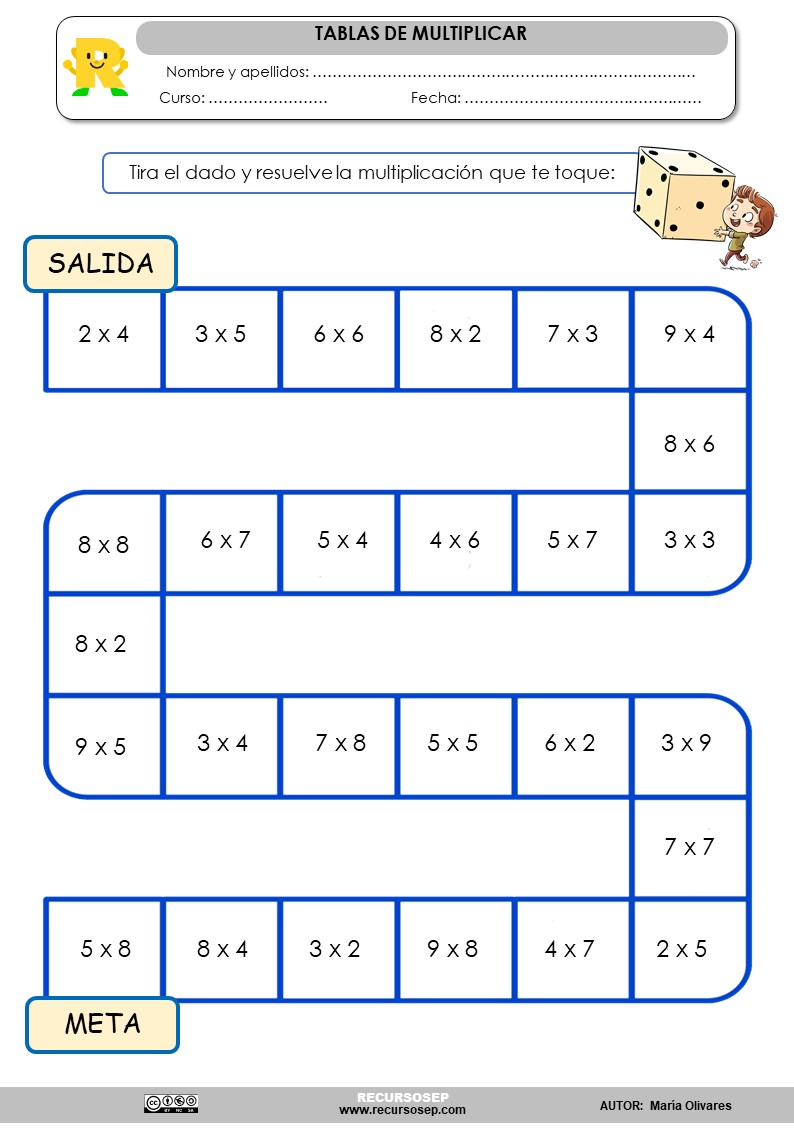 TABLAS DE MULTIPLICAR
Nombre y apellidos: ............................................................................
Curso: ........................ Fecha: ................................................
Tira el dado y resuelve la multiplicación que te toque:
SALIDA
2 x 4 3 x 5 6 x 6 8 x 2 7 x 3 9 x 4
8 x 6
8 x 8 6 x 7 5 x 4 4 x 6 5 x 7 3 x 3
8 x 2
9 x 5 3 x 4 7 x 8 5 x 5 6 x 2 3 x 9
7 x 7
5 x 8 8 x 4 3 x 2 9 x 8 4 x 7 2 x 5
META
cc BY NC SA
RECURSOSEP
www.recursosep.com
AUTOR: María Olivares